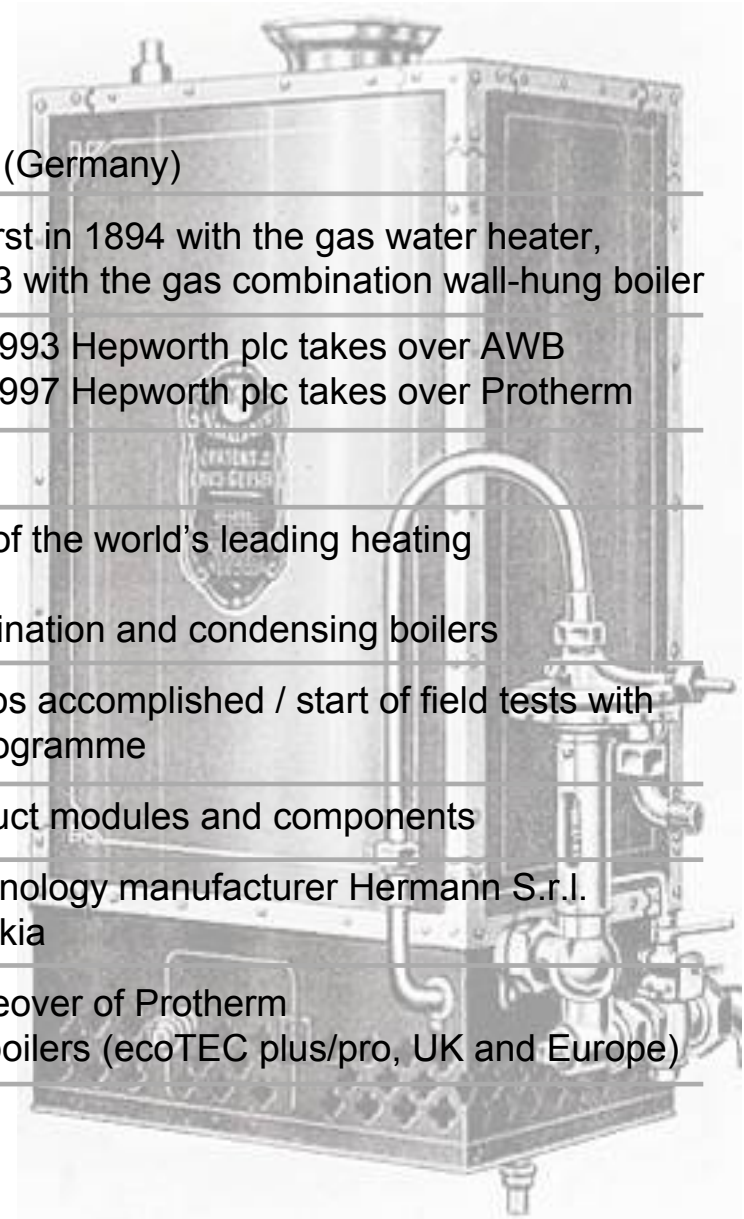 (Germany)
rst in 1894 with the gas water heater,
3 with the gas combination wall-hung boiler
993 Hepworth plc takes over AWB
997 Hepworth plc takes over Protherm
of the world’s leading heating
ination and condensing boilers
ps accomplished / start of field tests with
ogramme
uct modules and components
nology manufacturer Hermann S.r.l.
kia
eover of Protherm
boilers (ecoTEC plus/pro, UK and Europe)
PATENT